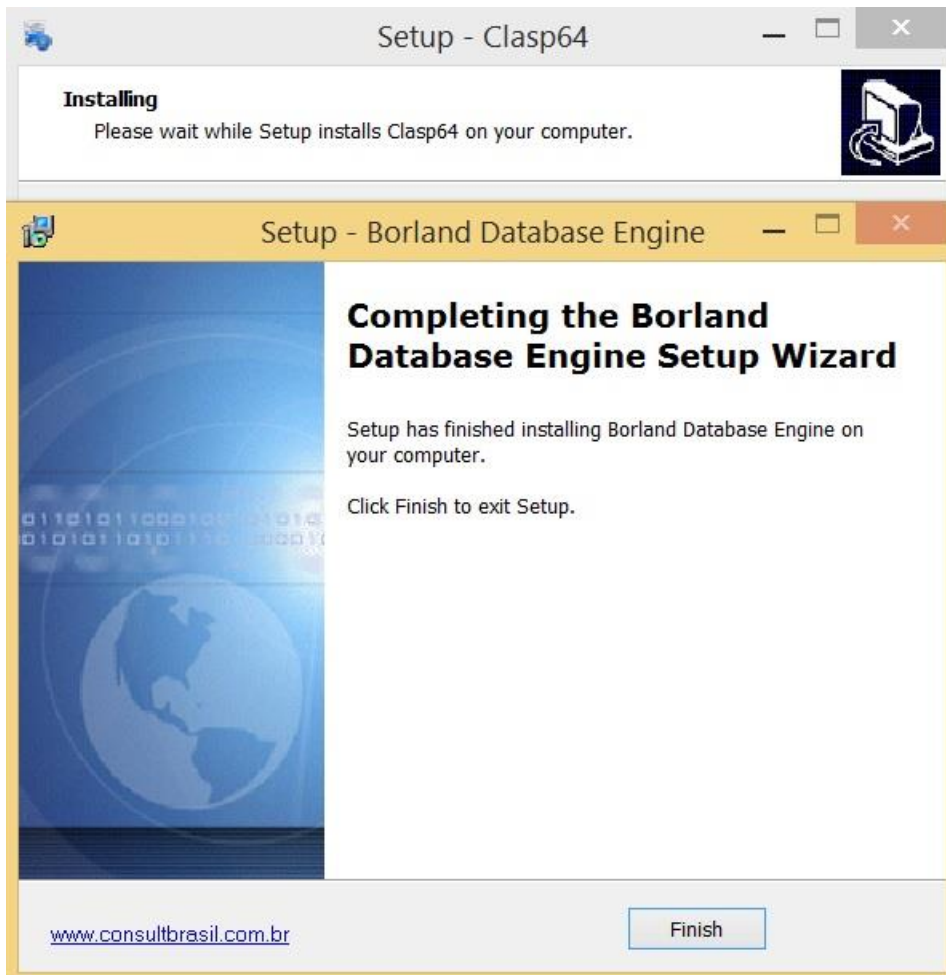 Setup - Clasp64
Installing
Please wait while Setup installs Clasp64 on your computer.
Setup - Borland Database Engine
Completing the Borland
Database Engine Setup Wizard
Setup has finished installing Borland Database Engine on
your computer.
Click Finish to exit Setup.
www.consultbrasil.com.br
Finish